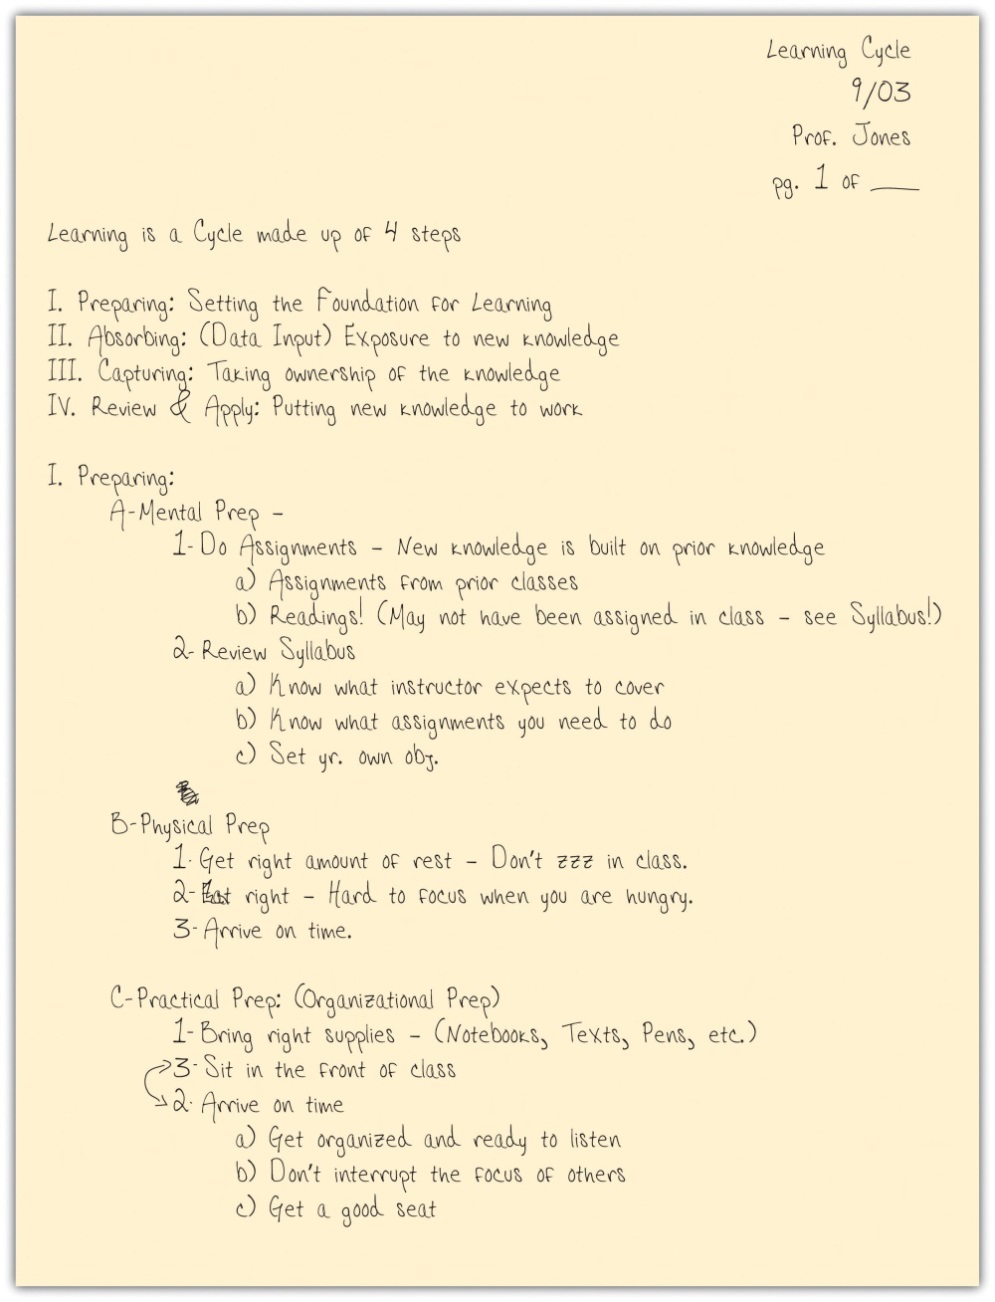 Learning Cycle
9/03
Prof. Jones
pg. 1 of ___
Learning is a Cycle made up of 4 steps
I. Preparing: Setting the Foundation for Learning
II. Absorbing: (Data Input) Exposure to new knowledge
III. Capturing: Taking ownership of the knowledge
IV. Review & Apply: Putting new knowledge to work
I. Preparing:
A-Mental Prep -
1-Do Assignments - New knowledge is built on prior knowledge
a) Assignments from prior classes
b) Readings! (May not have been assigned in class - see Syllabus!)
2-Review Syllabus
a) Know what instructor expects to cover
b) Know what assignments you need to do
c) Set yr. own obj.
B-Physical Prep
1-Get right amount of rest - Don't zzz in class.
2-Eat right - Hard to focus when you are hungry.
3-Arrive on time.
C-Practical Prep: (Organizational Prep)
1-Bring right supplies - (Notebooks, Texts, Pens, etc.)
3-Sit in the front of class
2-Arrive on time
a) Get organized and ready to listen
b) Don't interrupt the focus of others
c) Get a good seat